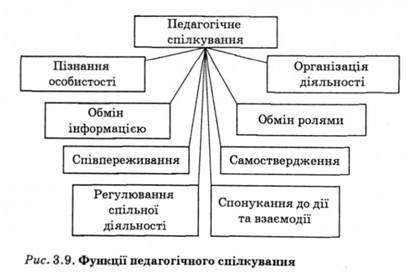 Педагогічне
спілкування
Пізнання
особистості
Організація
діяльності
Обмін
інформацією
Обмін ролями
Співпереживання
Самоствердження
Регулювання
спільної
діяльності
Спонукання до дії
та взаємодії
Рис. 3.9. Функції педагогічного спілкування